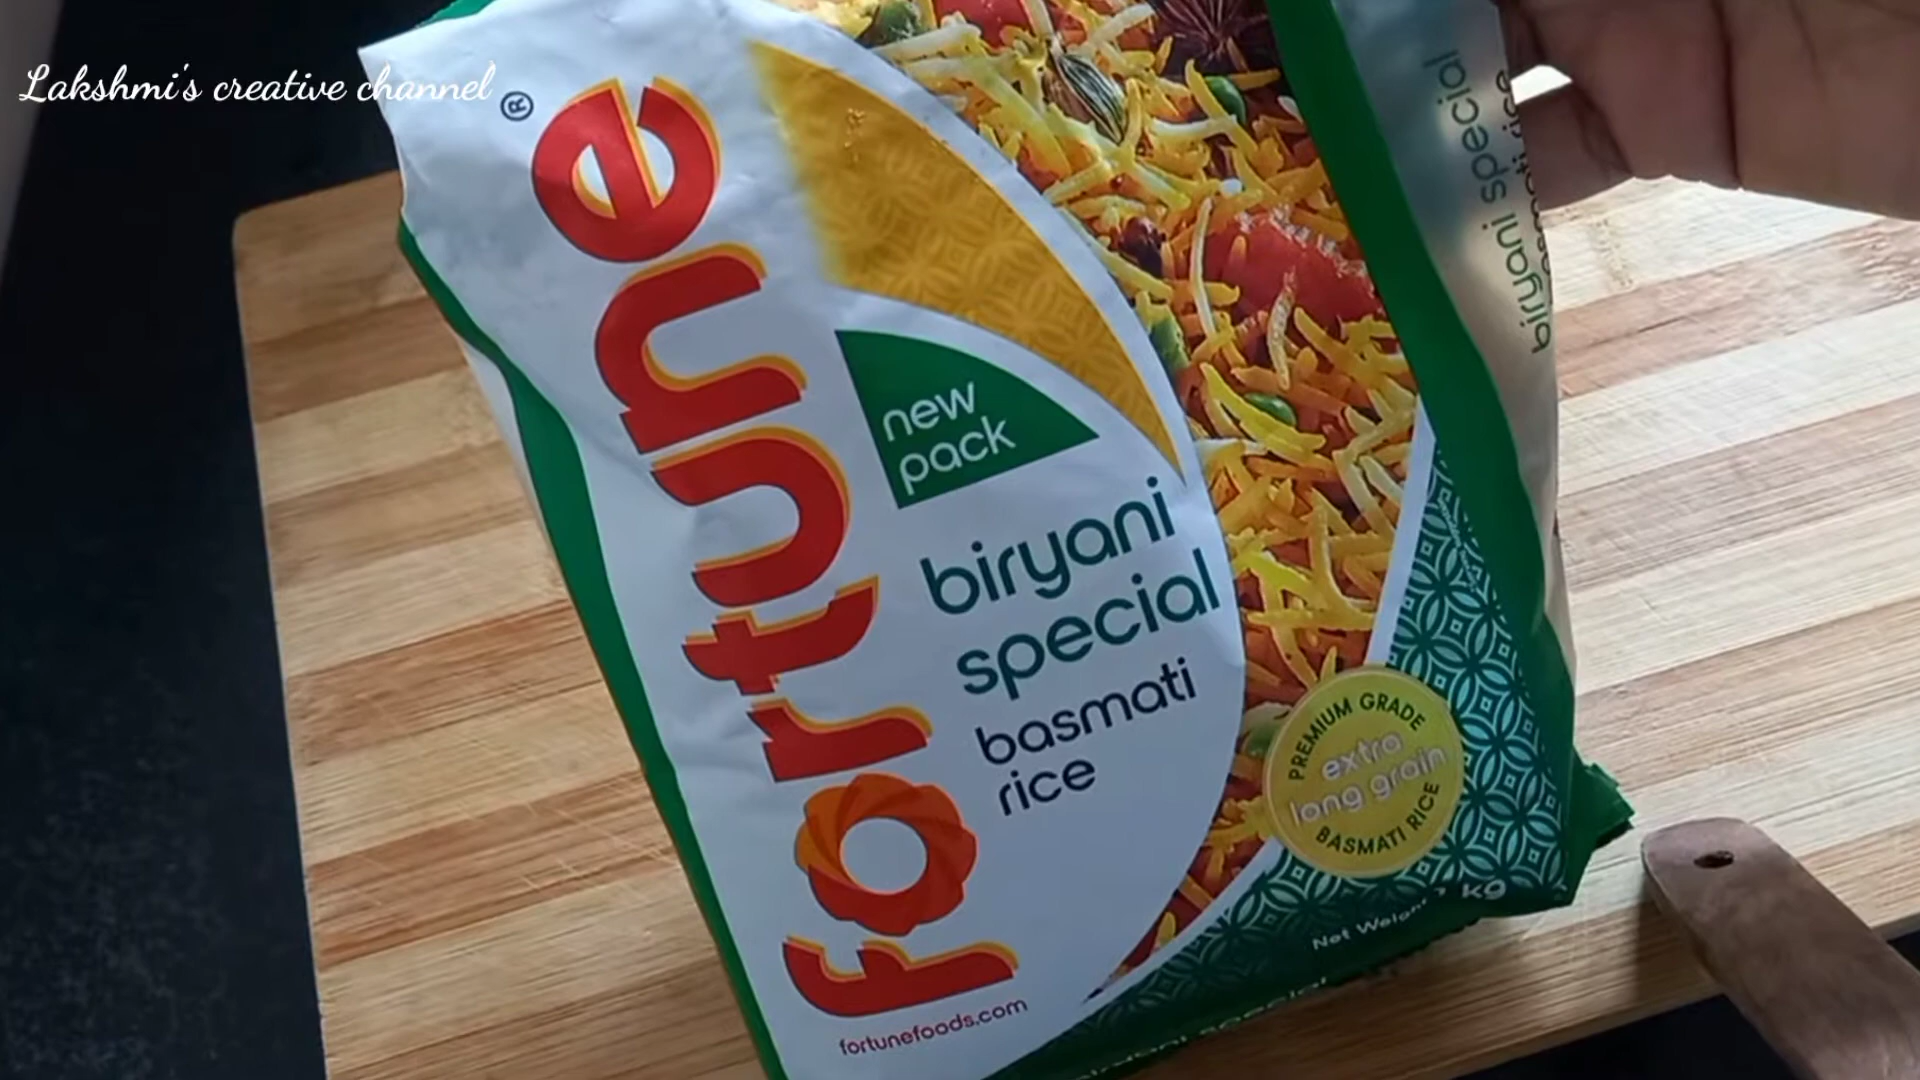 Lakshmi's creative channel
fortune®
new
pack
biryani
special
basmati
rice
fortunefoods.com
PREMIUM GRADE
extra
long grain
BASMATI RICE
Net Weight kg
biryani special